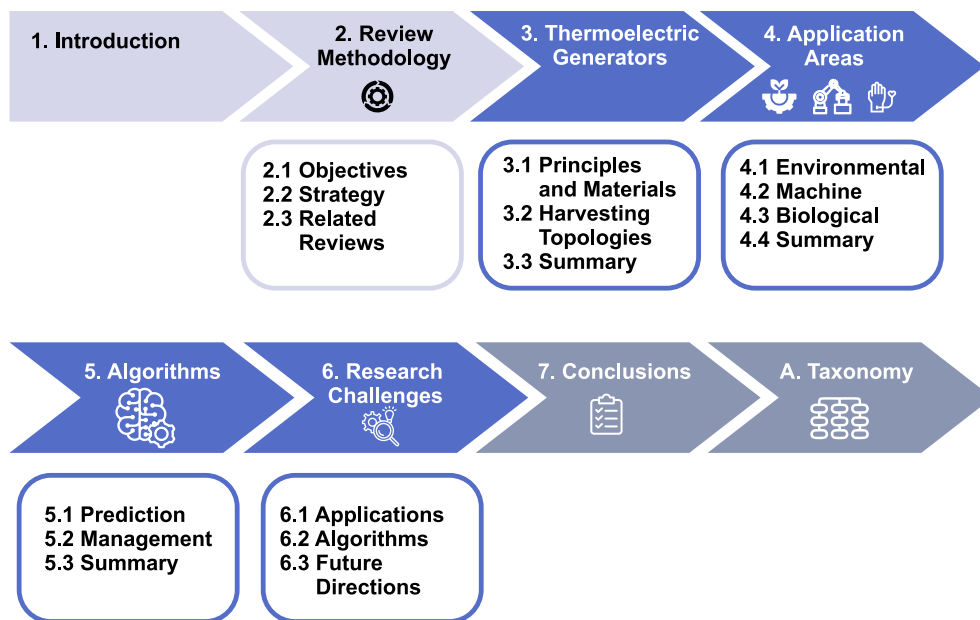 1. Introduction
2. Review
Methodology
3. Thermoelectric
Generators
4. Application
Areas
2.1 Objectives
2.2 Strategy
2.3 Related
Reviews
3.1 Principles
and Materials
3.2 Harvesting
Topologies
3.3 Summary
4.1 Environmental
4.2 Machine
4.3 Biological
4.4 Summary
5. Algorithms
6. Research
Challenges
7. Conclusions
A. Taxonomy
5.1 Prediction
5.2 Management
5.3 Summary
6.1 Applications
6.2 Algorithms
6.3 Future
Directions